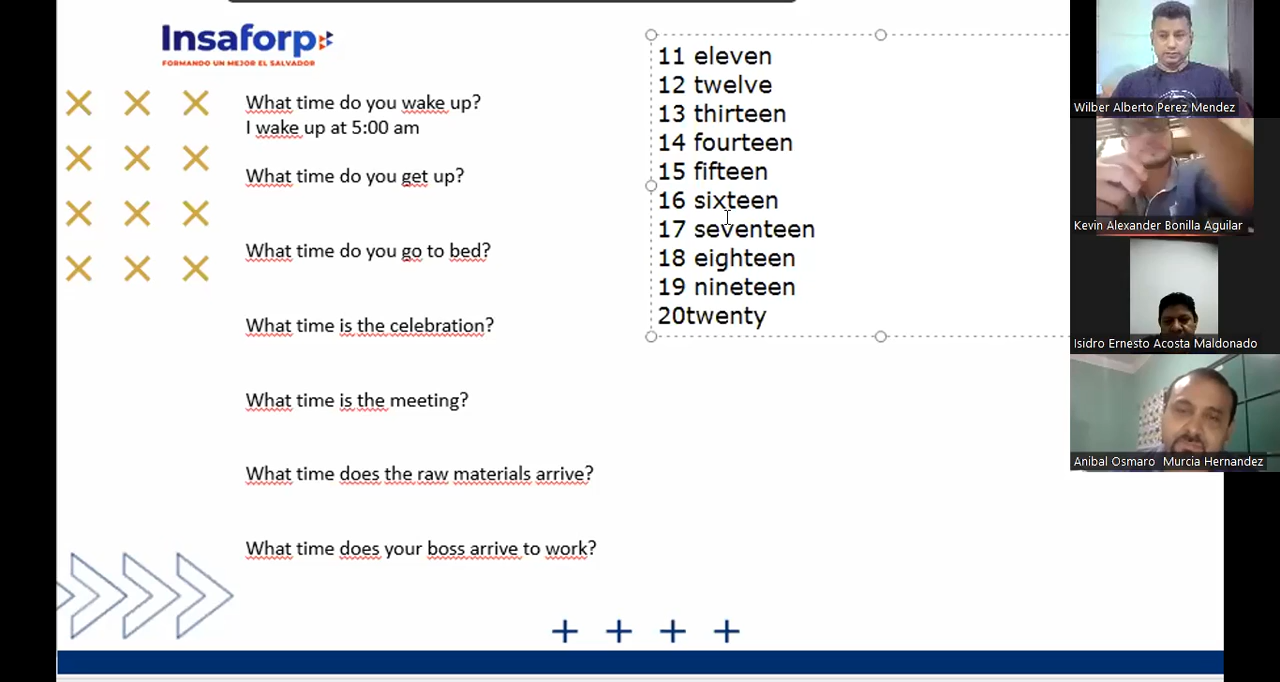 Insaforp
FORMANDO UN MEJOR EL SALVADOR
What time do you wake up?
I wake up at 5:00 am
What time do you get up?
What time do you go to bed?
What time is the celebration?
What time is the meeting?
What time does the raw materials arrive?
What time does your boss arrive to work?
11 eleven
12 twelve
13 thirteen
14 fourteen
15 fifteen
16 sixteen
17 seventeen
18 eighteen
19 nineteen
20twenty
Wilber Alberto Perez Mendez
Kevin Alexander Bonilla Aguilar
Isidro Ernesto Acosta Maldonado
Anibal Osmaro Murcia Hernandez